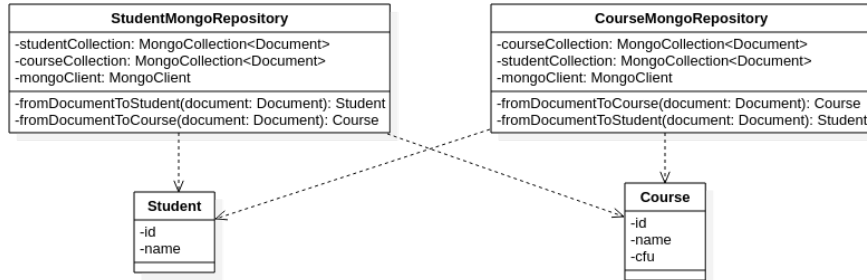 StudentMongoRepository
-studentCollection: MongoCollection<Document>
-courseCollection: MongoCollection<Document>
-mongoClient: MongoClient
-fromDocumentToStudent(document: Document): Student
-fromDocumentToCourse(document: Document): Course
CourseMongoRepository
-courseCollection: MongoCollection<Document>
-studentCollection: MongoCollection<Document>
-mongoClient: MongoClient
-fromDocumentToCourse(document: Document): Course
-fromDocumentToStudent(document: Document): Student
Student
-id
-name
Course
-id
-name
-cfu